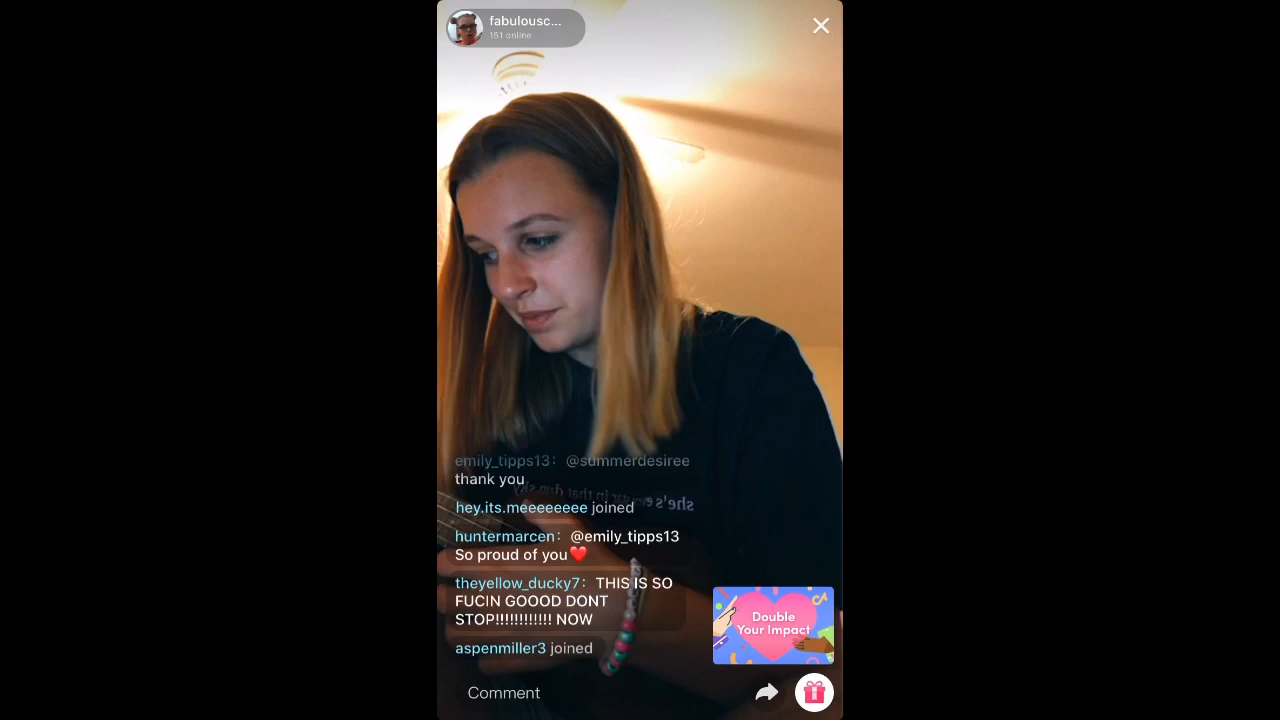 fabulousc...
151 online
emily_tipps13: @summerdesiree
thank you
hey.its.meeeeeeee joined
huntermarcen: @emily_tipps13
So proud of you❤️
theyellow_ducky7: THIS IS SO
FUCIN GOOOD DONT
STOP!!!!!!!!!!!! NOW
aspenmiller3 joined
Double
Your Impact
Comment